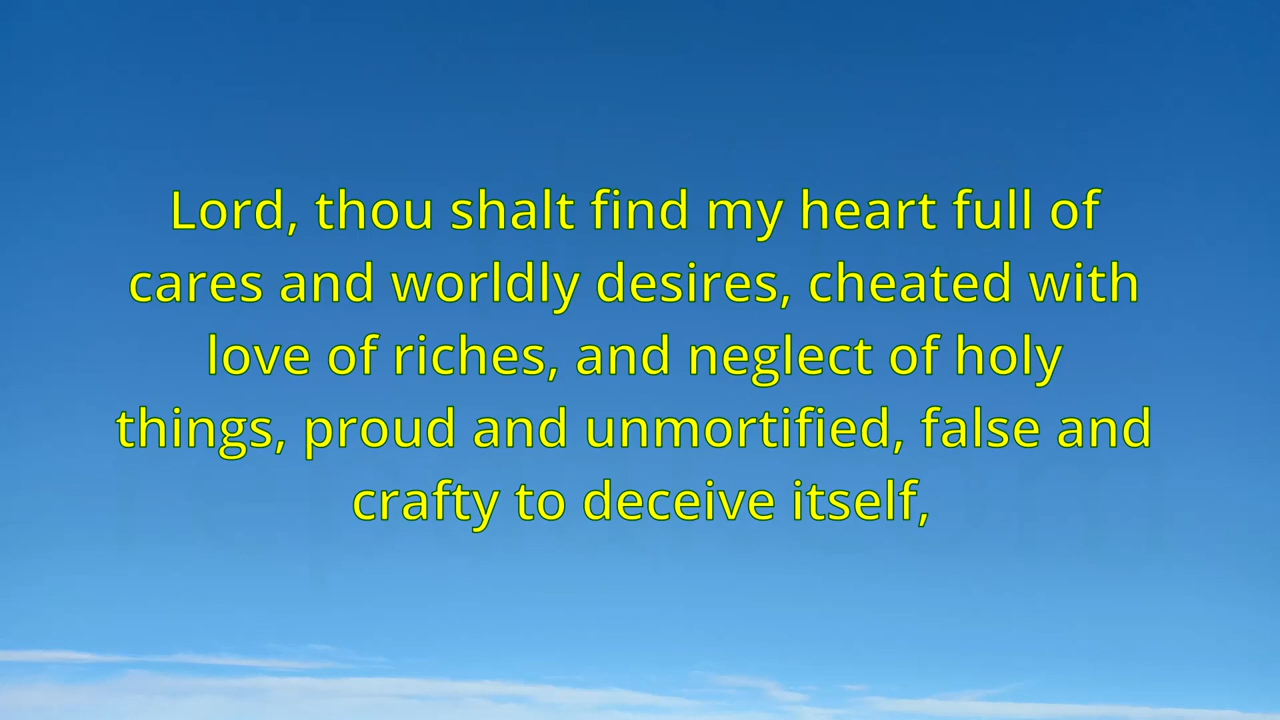 Lord, thou shalt find my heart full of
cares and worldly desires, cheated with
love of riches, and neglect of holy
things, proud and unmortified, false and
crafty to deceive itself,